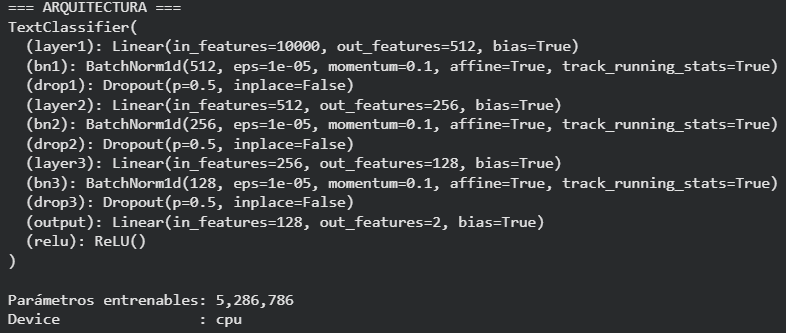 === ARQUITECTURA ===
TextClassifier(
  (layer1): Linear(in_features=10000, out_features=512, bias=True)
  (bn1): BatchNorm1d(512, eps=1e-05, momentum=0.1, affine=True, track_running_stats=True)
  (drop1): Dropout(p=0.5, inplace=False)
  (layer2): Linear(in_features=512, out_features=256, bias=True)
  (bn2): BatchNorm1d(256, eps=1e-05, momentum=0.1, affine=True, track_running_stats=True)
  (drop2): Dropout(p=0.5, inplace=False)
  (layer3): Linear(in_features=256, out_features=128, bias=True)
  (bn3): BatchNorm1d(128, eps=1e-05, momentum=0.1, affine=True, track_running_stats=True)
  (drop3): Dropout(p=0.5, inplace=False)
  (output): Linear(in_features=128, out_features=2, bias=True)
  (relu): ReLU()
)
Parámetros entrenables: 5,286,786
Device                : cpu